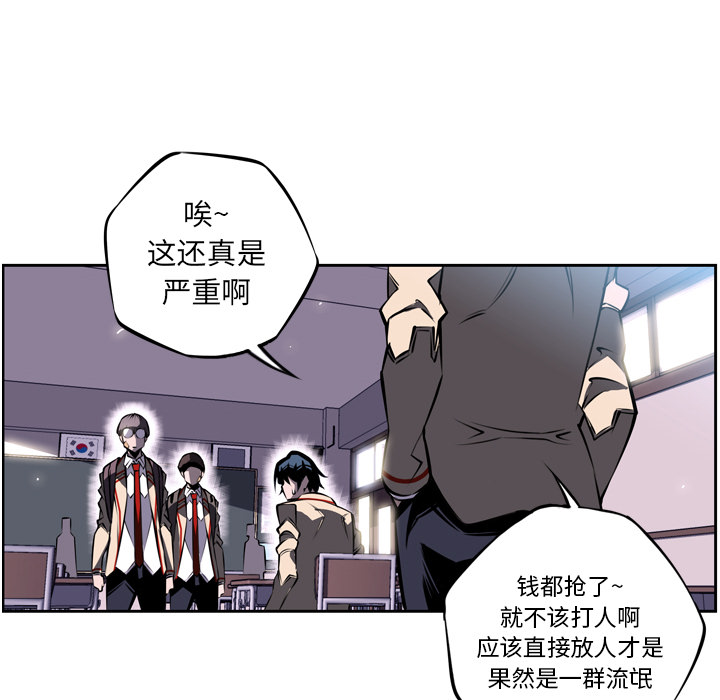 唉~
这还真是
严重啊
钱都抢了~
就不该打人啊
应该直接放人才是
果然是一群流氓